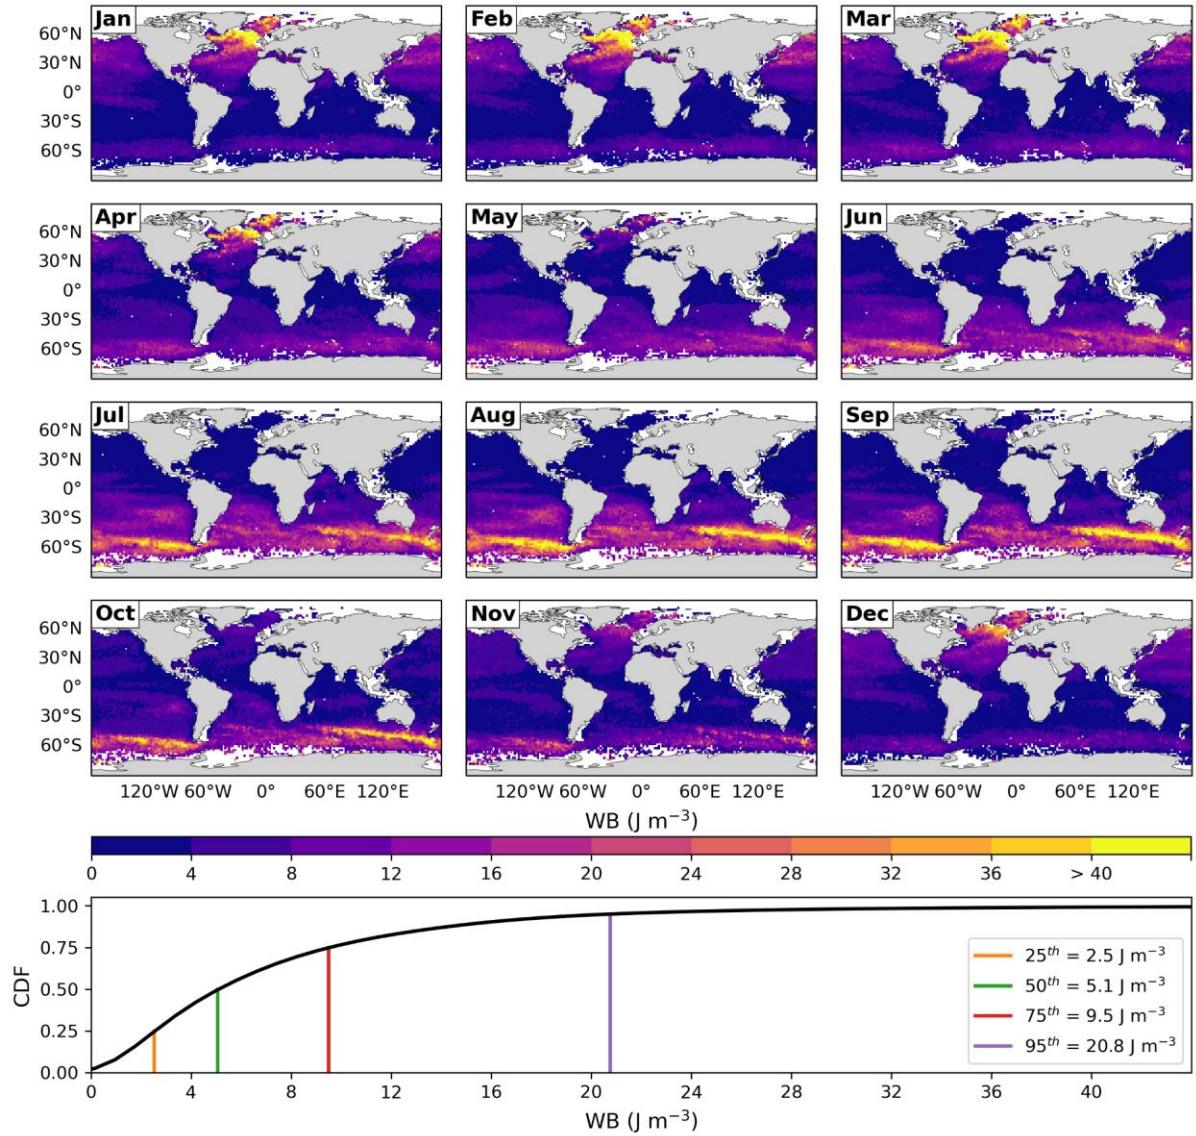 Jan Feb Mar
60°N
30°N
0°
30°S
60°S
Apr May Jun
60°N
30°N
0°
30°S
60°S
Jul Aug Sep
60°N
30°N
0°
30°S
60°S
Oct Nov Dec
60°N
30°N
0°
30°S
60°S
120°W 60°W 0° 60°E 120°E 120°W 60°W 0° 60°E 120°E 120°W 60°W 0° 60°E 120°E
WB (J m⁻³)
0 4 8 12 16 20 24 28 32 36 > 40
1.00
0.75
0.50
0.25
0.00
CDF
25ᵗʰ = 2.5 J m⁻³
50ᵗʰ = 5.1 J m⁻³
75ᵗʰ = 9.5 J m⁻³
95ᵗʰ = 20.8 J m⁻³
0 4 8 12 16 20 24 28 32 36 40
WB (J m⁻³)